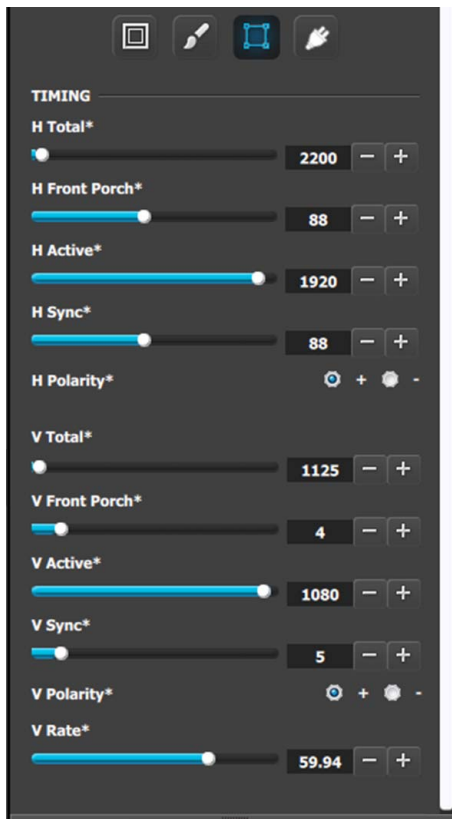 TIMING
H Total*
2200 − +
H Front Porch*
88 − +
H Active*
1920 − +
H Sync*
88 − +
H Polarity* + -
V Total*
1125 − +
V Front Porch*
4 − +
V Active*
1080 − +
V Sync*
5 − +
V Polarity* + -
V Rate*
59.94 − +